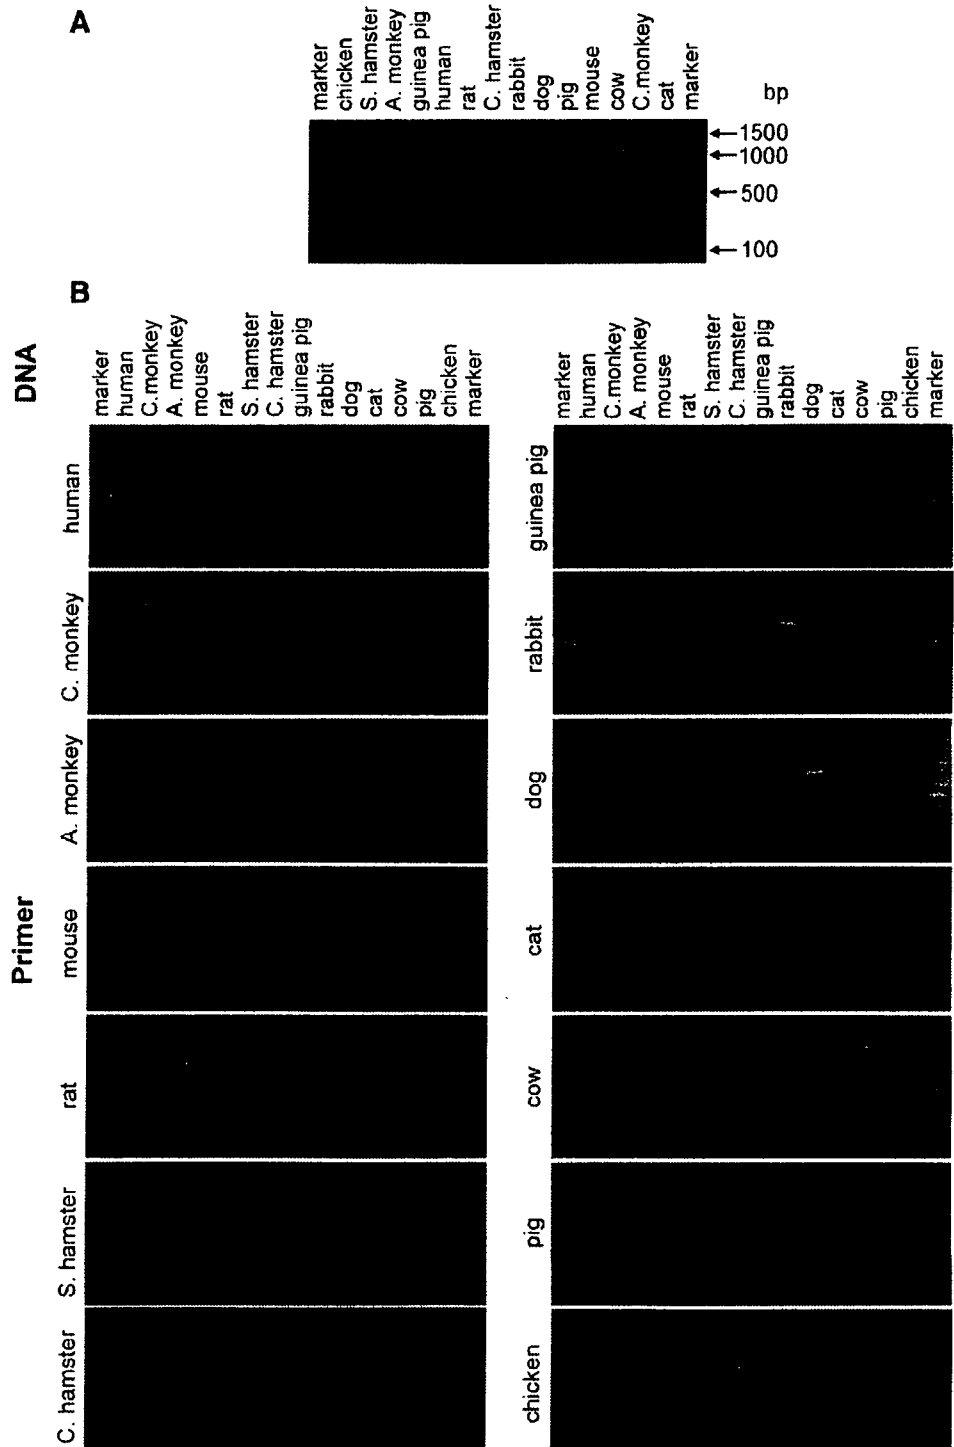 A
marker
chicken
S. hamster
A. monkey
guinea pig
human
rat
C. hamster
rabbit
dog
pig
mouse
cow
C.monkey
cat
marker
bp
1500
1000
500
100
B
DNA
marker
human
C.monkey
A. monkey
mouse
rat
S. hamster
C. hamster
guinea pig
rabbit
dog
cat
cow
pig
chicken
marker
marker
human
C.monkey
A. monkey
mouse
rat
S. hamster
C. hamster
guinea pig
rabbit
dog
cat
cow
pig
chicken
marker
Primer
human
C. monkey
A. monkey
mouse
rat
S. hamster
C. hamster
guinea pig
rabbit
dog
cat
cow
pig
chicken